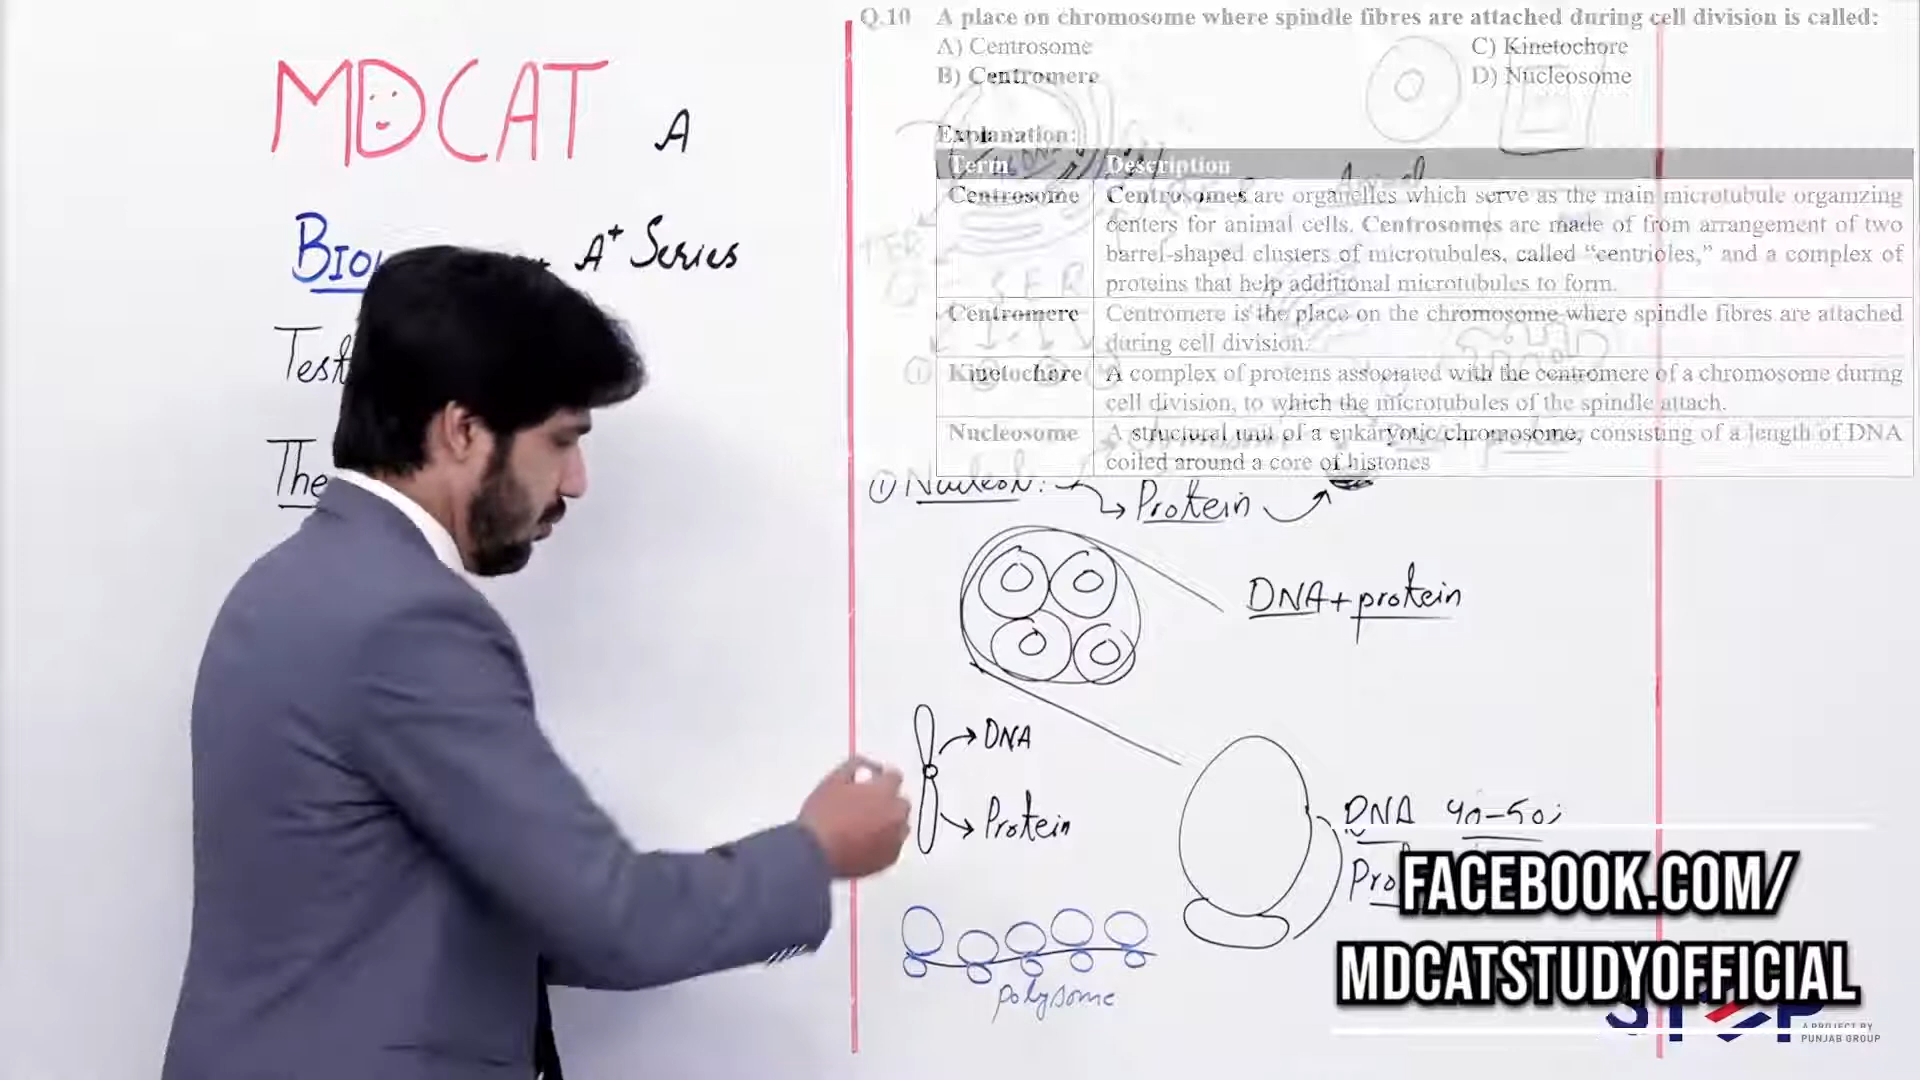 MDCAT A
A+ Series
Test
The
Q.10 A place on chromosome where spindle fibres are attached during cell division is called:
A) Centrosome
C) Kinetochore
B) Centromere
D) Nucleosome
Explanation:
Term Description
Centrosome Centrosomes are organelles which serve as the main microtubule organizing
centers for animal cells. Centrosomes are made of from arrangement of two
barrel-shaped clusters of microtubules, called “centrioles,” and a complex of
proteins that help additional microtubules to form.
Centromere Centromere is the place on the chromosome where spindle fibres are attached
during cell division.
Kinetochore A complex of proteins associated with the centromere of a chromosome during
cell division, to which the microtubules of the spindle attach.
Nucleosome A structural unit of a eukaryotic chromosome, consisting of a length of DNA
coiled around a core of histones
Protein
DNA+protein
DNA
Protein
DNA
polysome
FACEBOOK.COM/
MDCATSTUDYOFFICIAL
A PROJECT BY
PUNJAB GROUP